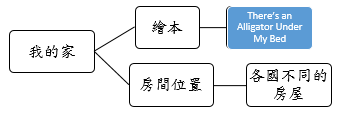 我的家
繪本
There's an
Alligator Under
My Bed
房間位置
各國不同的
房屋